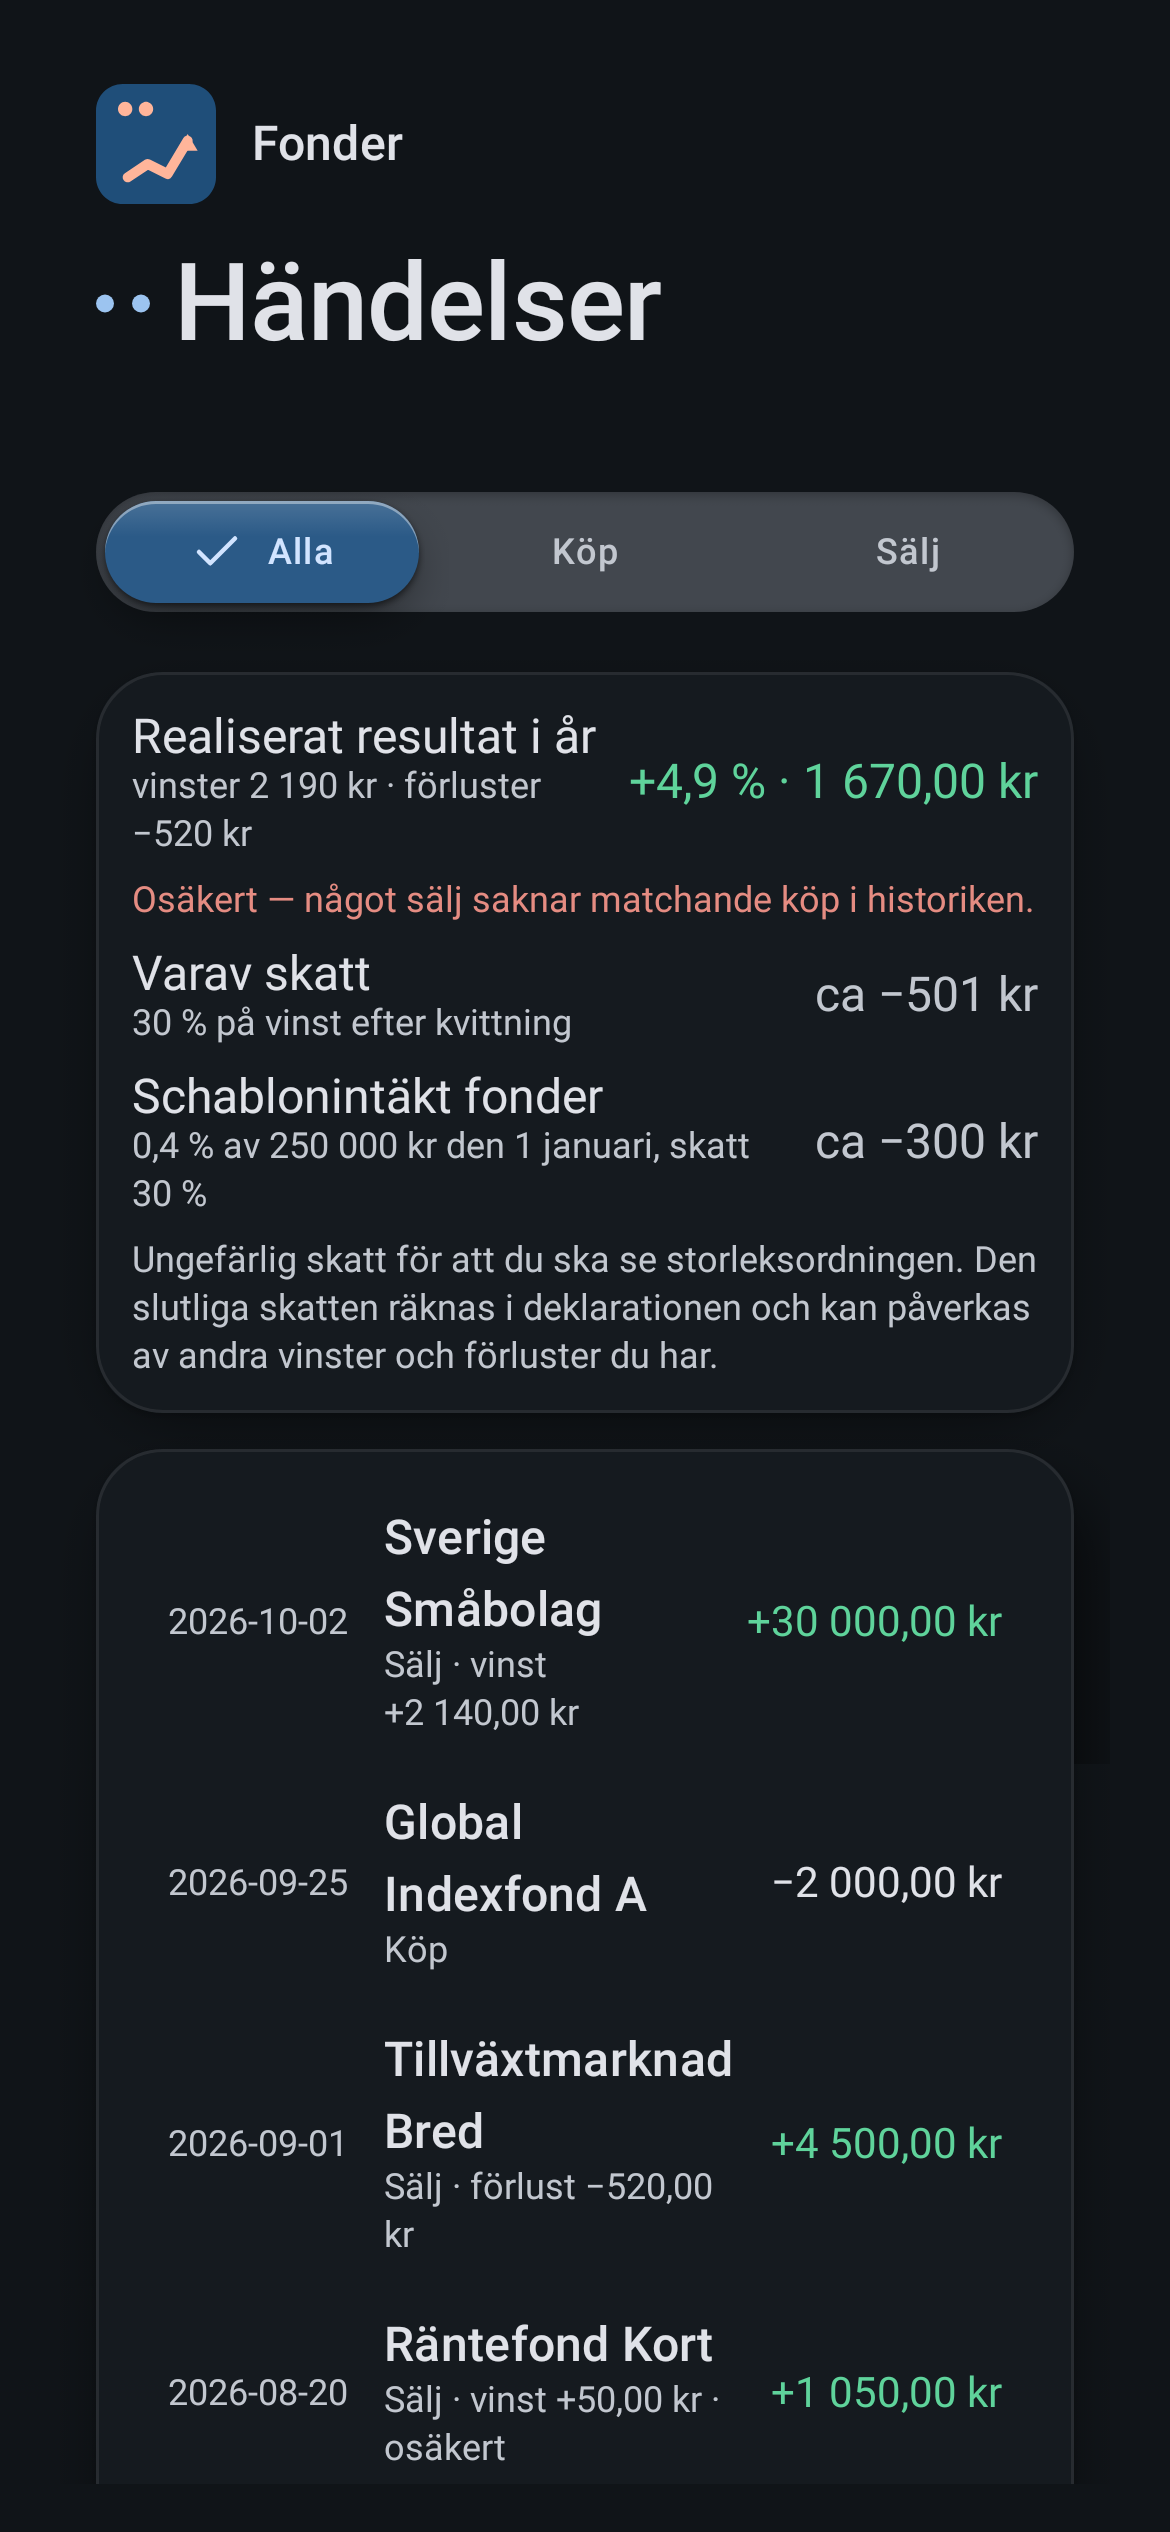 Fonder
Händelser
Alla
Köp
Sälj
Realiserat resultat i år
vinster 2 190 kr · förluster
−520 kr
+4,9 % · 1 670,00 kr
Osäkert — något sälj saknar matchande köp i historiken.
Varav skatt
30 % på vinst efter kvittning
ca −501 kr
Schablonintäkt fonder
0,4 % av 250 000 kr den 1 januari, skatt
30 %
ca −300 kr
Ungefärlig skatt för att du ska se storleksordningen. Den
slutliga skatten räknas i deklarationen och kan påverkas
av andra vinster och förluster du har.
2026-10-02
Sverige
Småbolag
Sälj · vinst
+2 140,00 kr
+30 000,00 kr
2026-09-25
Global
Indexfond A
Köp
−2 000,00 kr
2026-09-01
Tillväxtmarknad
Bred
Sälj · förlust −520,00
kr
+4 500,00 kr
2026-08-20
Räntefond Kort
Sälj · vinst +50,00 kr ·
osäkert
+1 050,00 kr